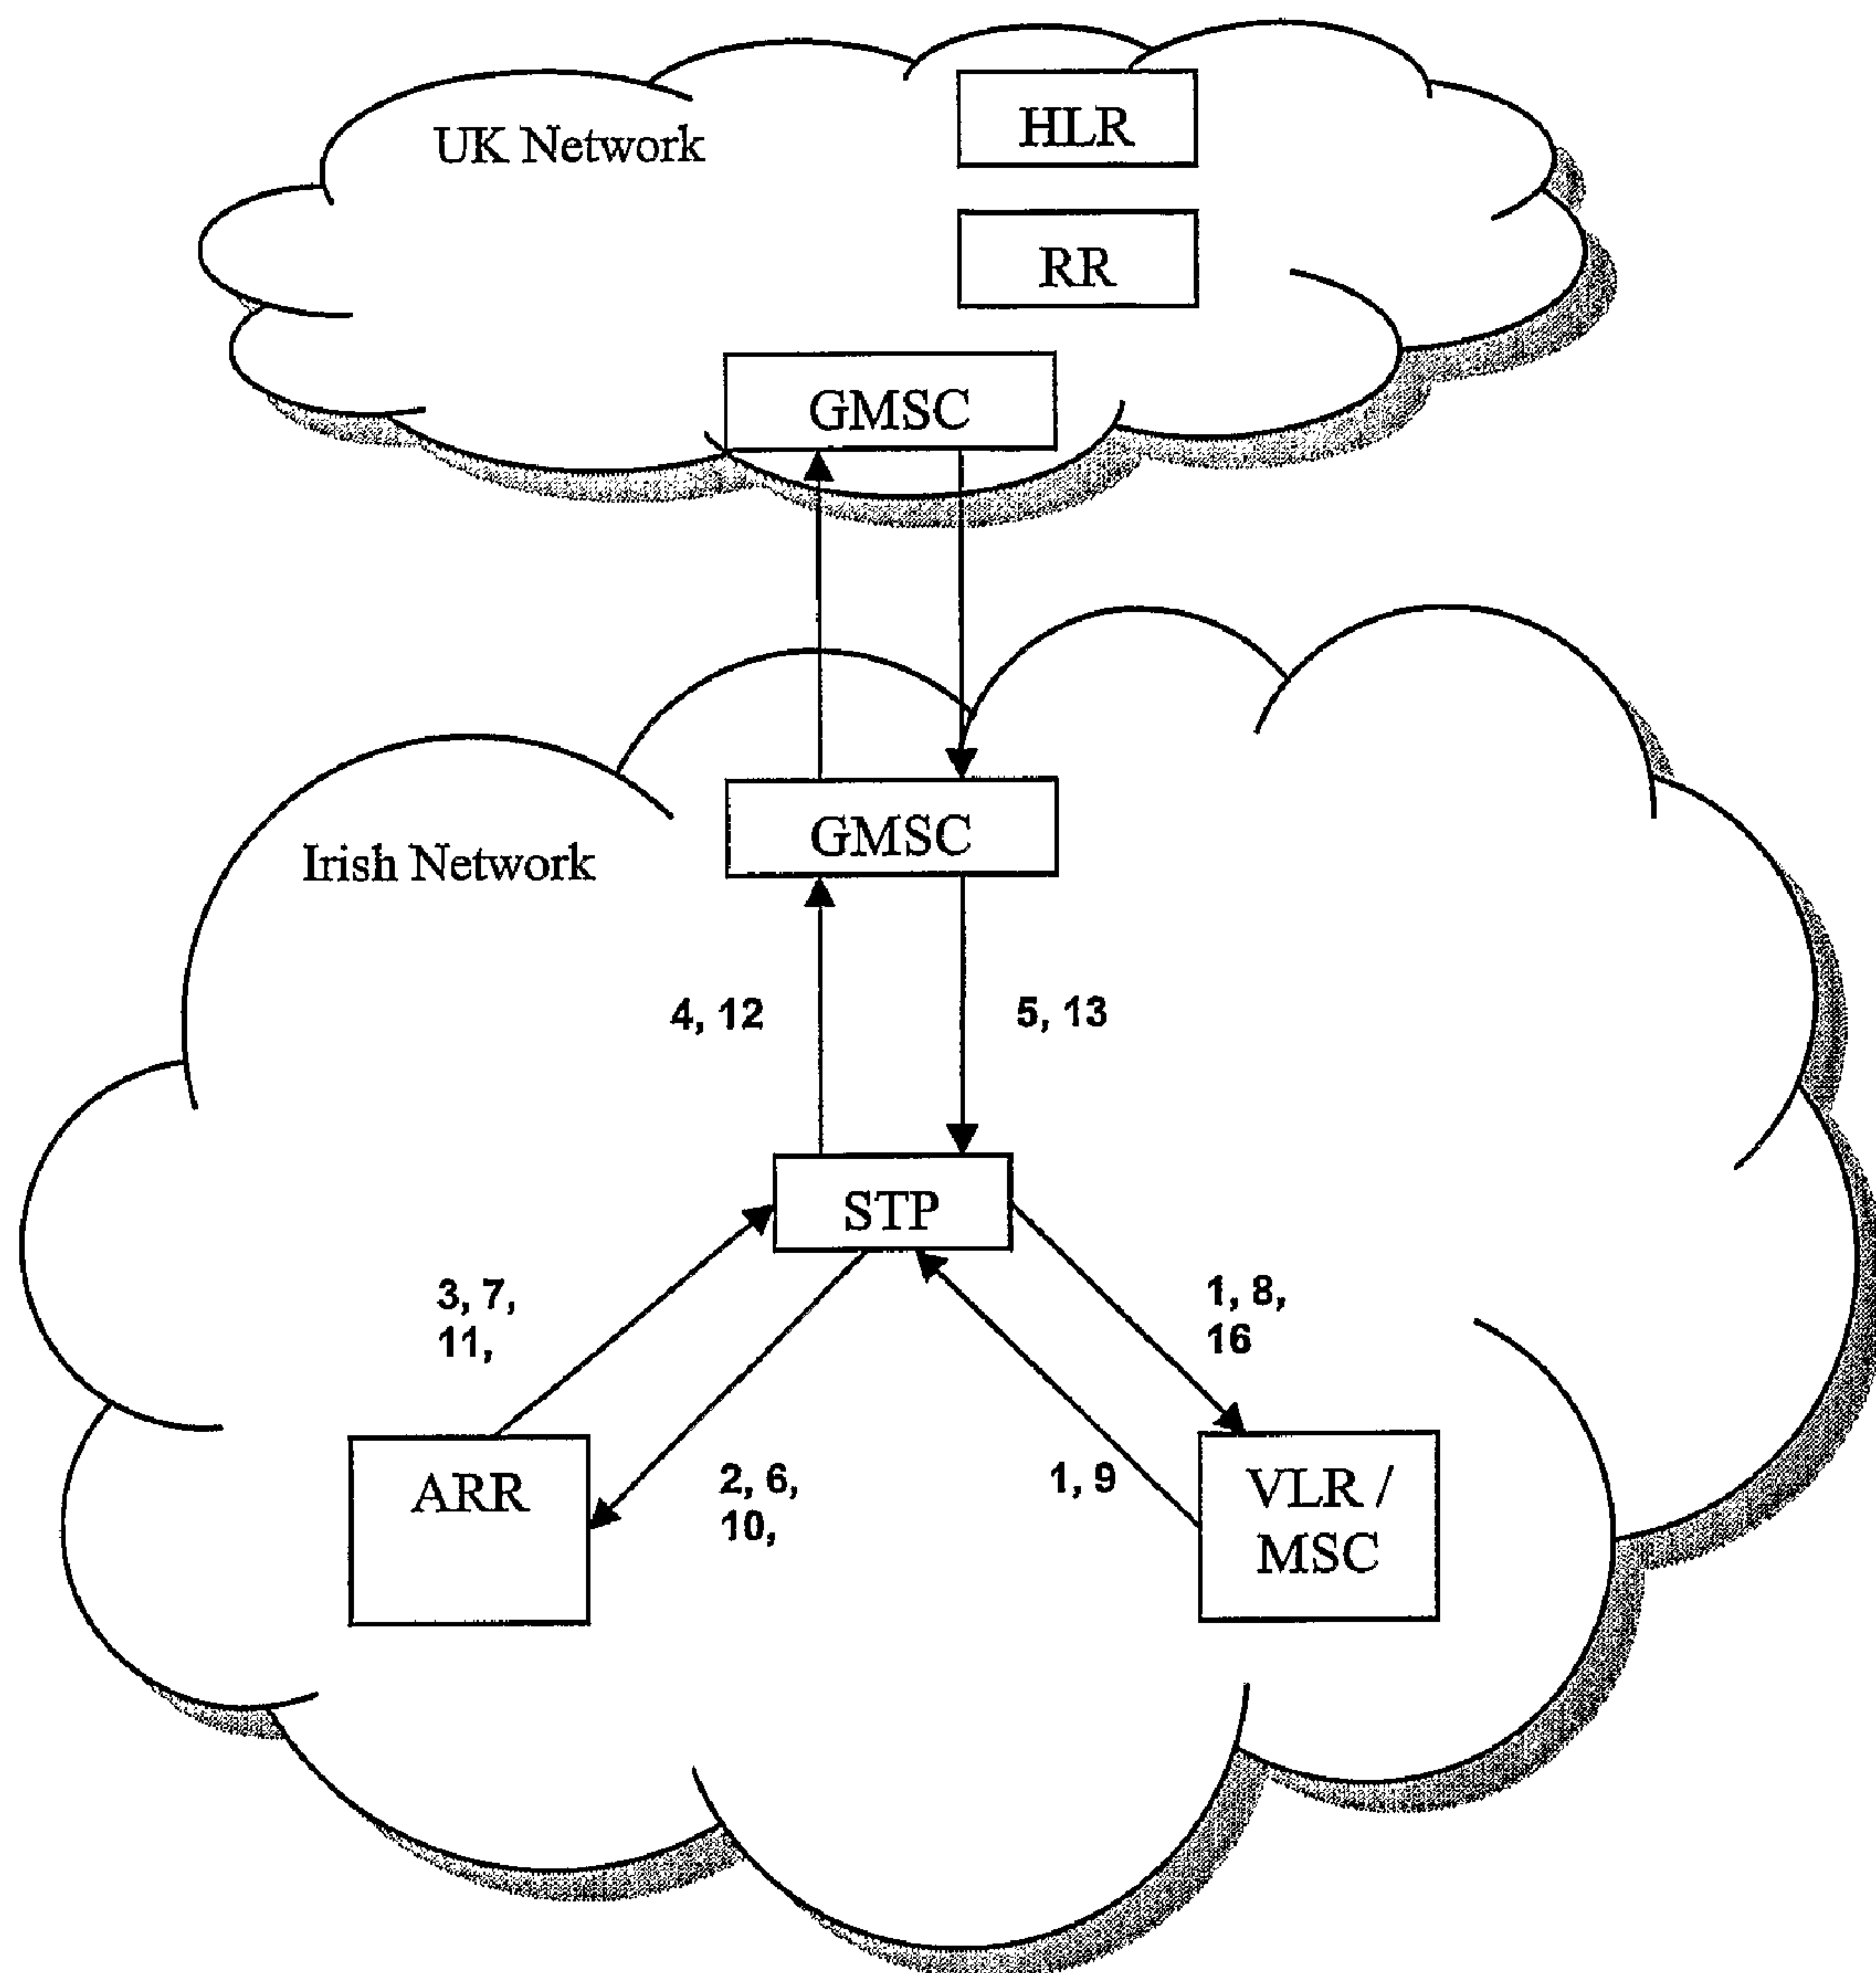 HLR
UK Network
RR
GMSC
GMSC
Irish Network
4, 12
5, 13
STP
3, 7,
11,
1, 8,
16
ARR
2, 6,
10,
1, 9
VLR /
MSC